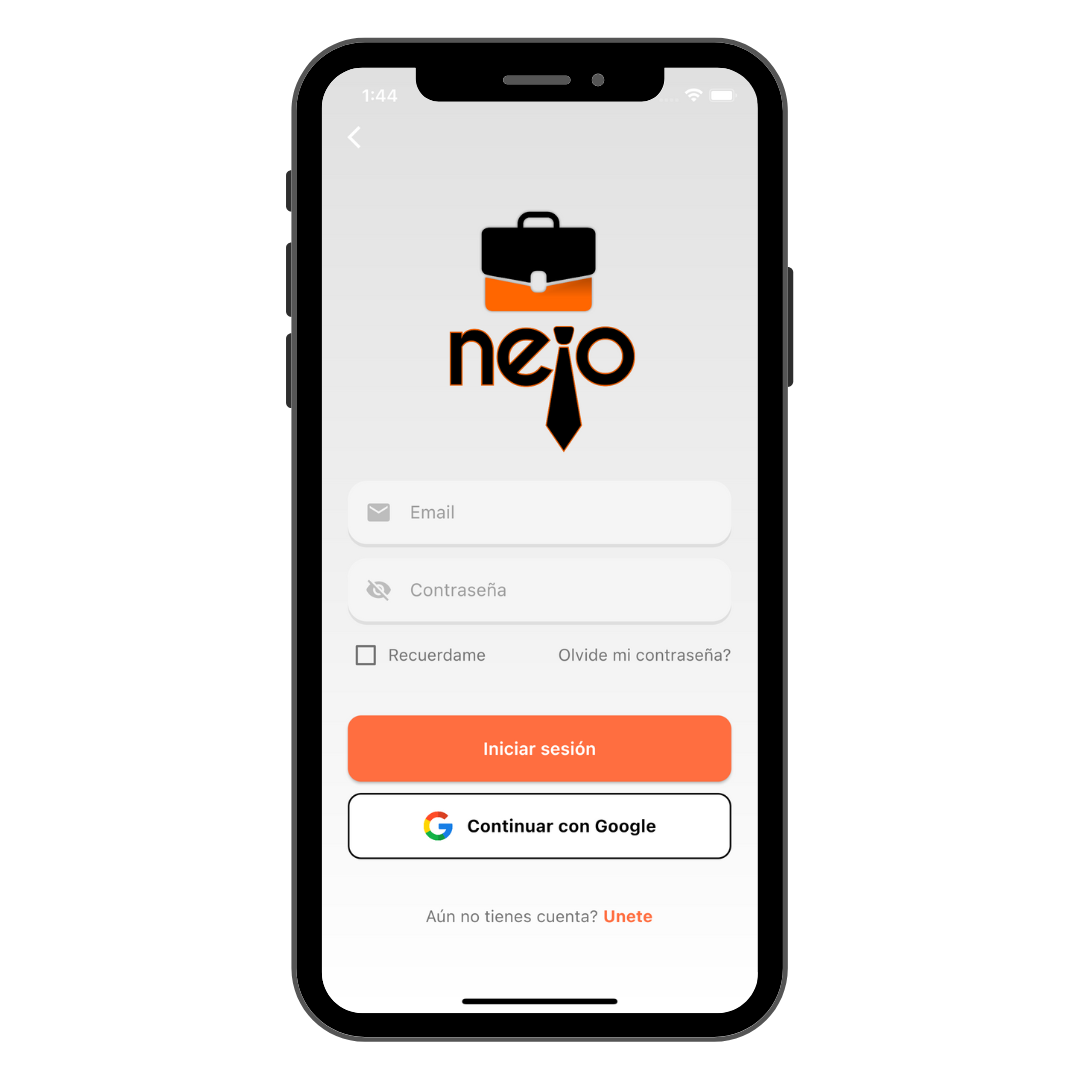 1:44
nejo
Email
Contraseña
Recuerdame
Olvide mi contraseña?
Iniciar sesión
Continuar con Google
Aún no tienes cuenta? Unete